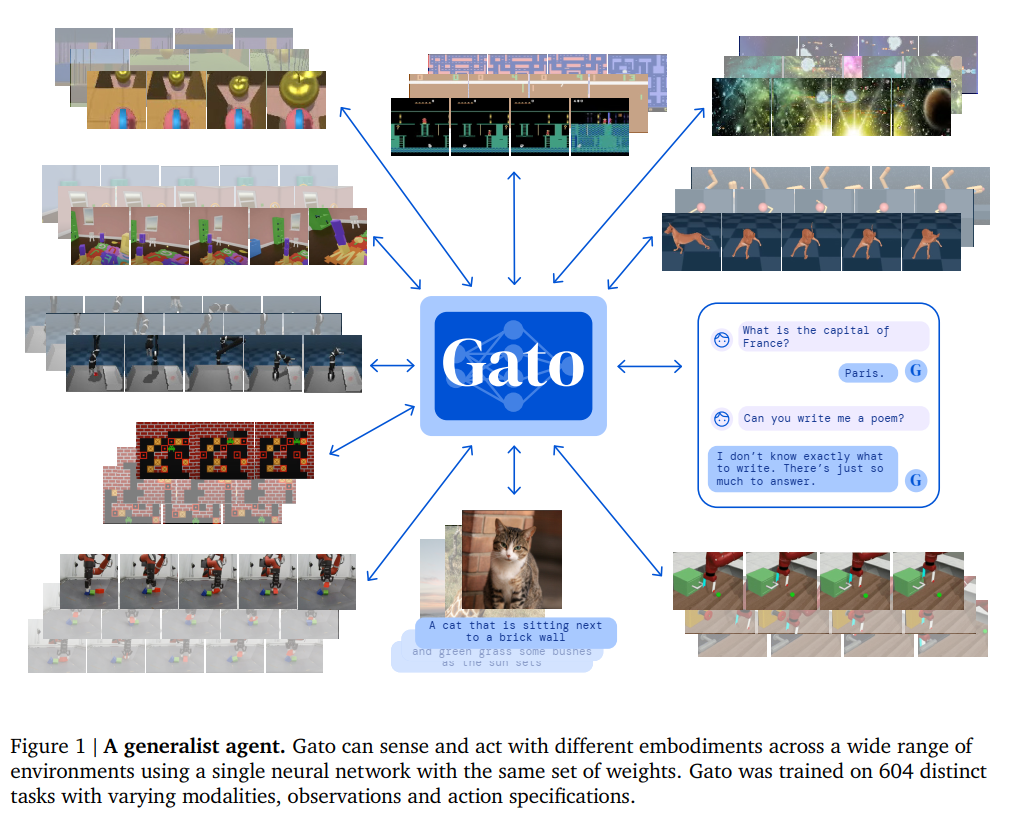 Gato
What is the capital of
France?
Paris.
G
Can you write me a poem?
I don't know exactly what
to write. There's just so
much to answer.
G
A cat that is sitting next
to a brick wall
and green grass some bushes
as the sun sets
Figure 1 | A generalist agent. Gato can sense and act with different embodiments across a wide range of
environments using a single neural network with the same set of weights. Gato was trained on 604 distinct
tasks with varying modalities, observations and action specifications.